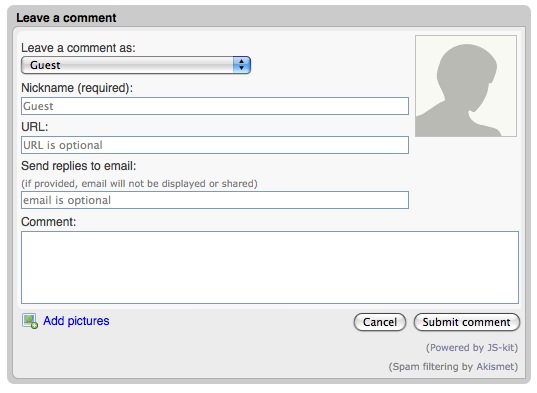 Leave a comment
Leave a comment as:
Guest
Nickname (required):
Guest
URL:
URL is optional
Send replies to email:
(if provided, email will not be displayed or shared)
email is optional
Comment:
Add pictures
Cancel
Submit comment
(Powered by JS-kit)
(Spam filtering by Akismet)